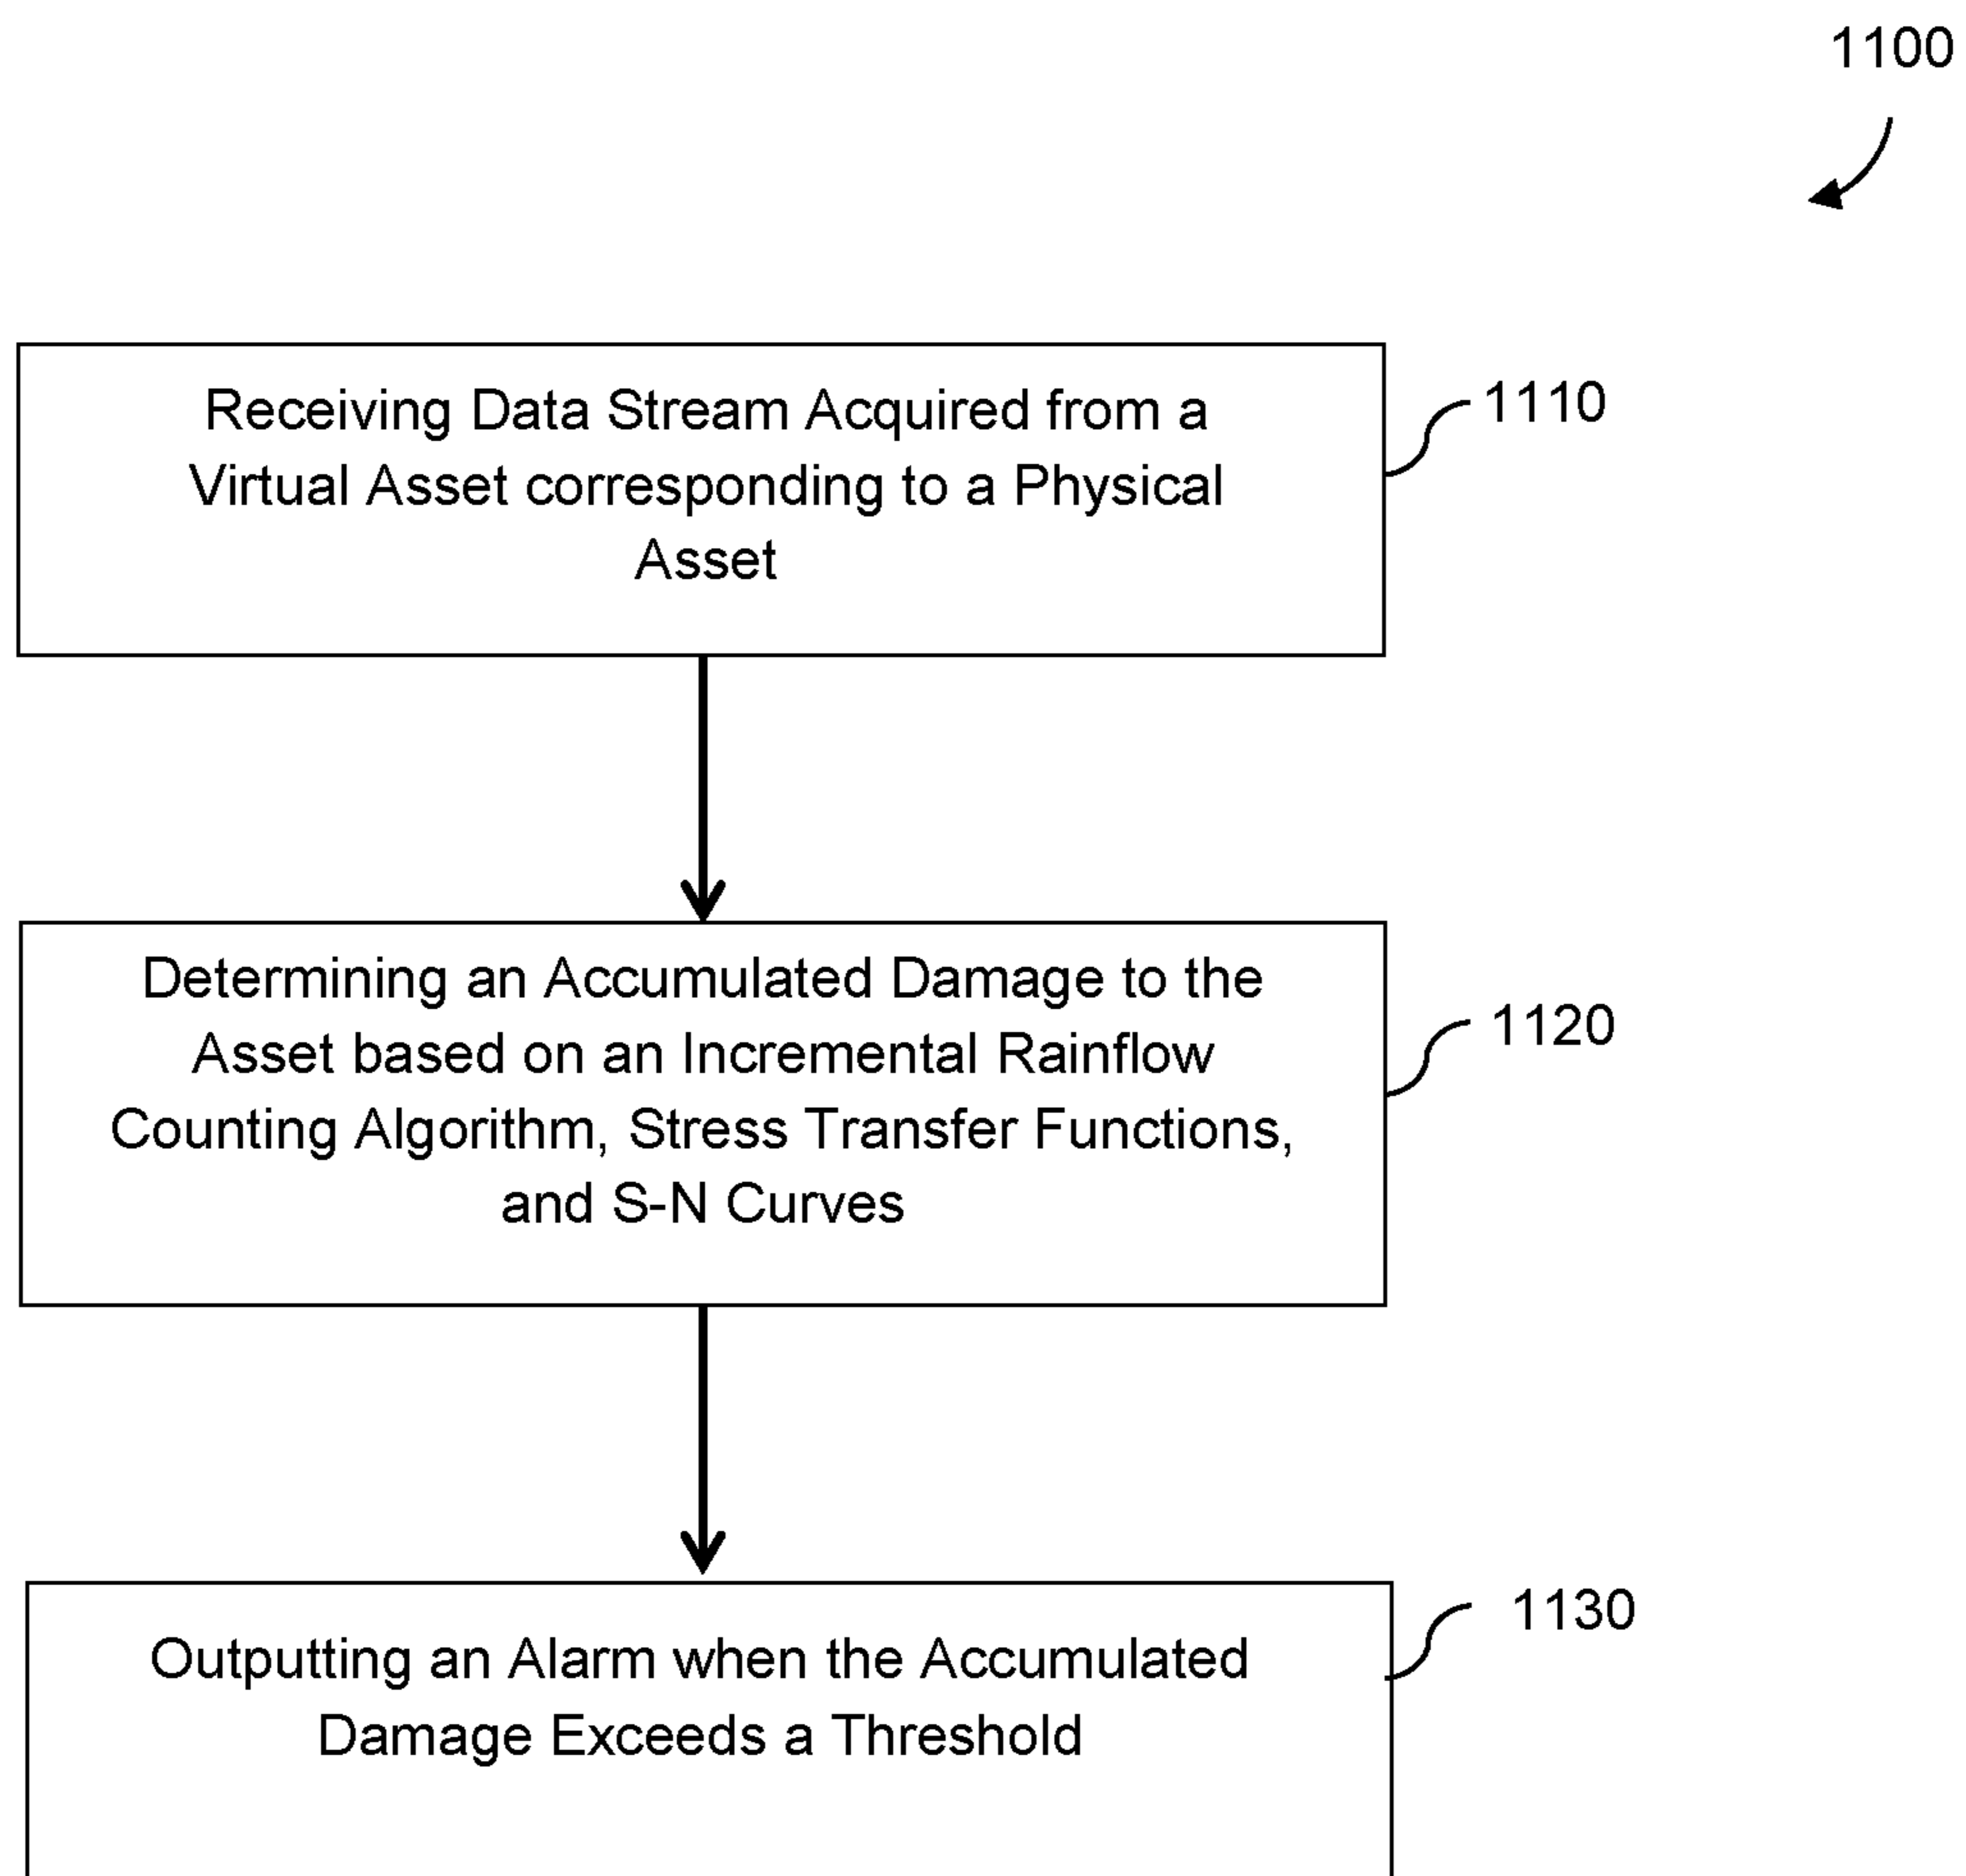 1100
Receiving Data Stream Acquired from a
Virtual Asset corresponding to a Physical
Asset
1110
Determining an Accumulated Damage to the
Asset based on an Incremental Rainflow
Counting Algorithm, Stress Transfer Functions,
and S-N Curves
1120
Outputting an Alarm when the Accumulated
Damage Exceeds a Threshold
1130